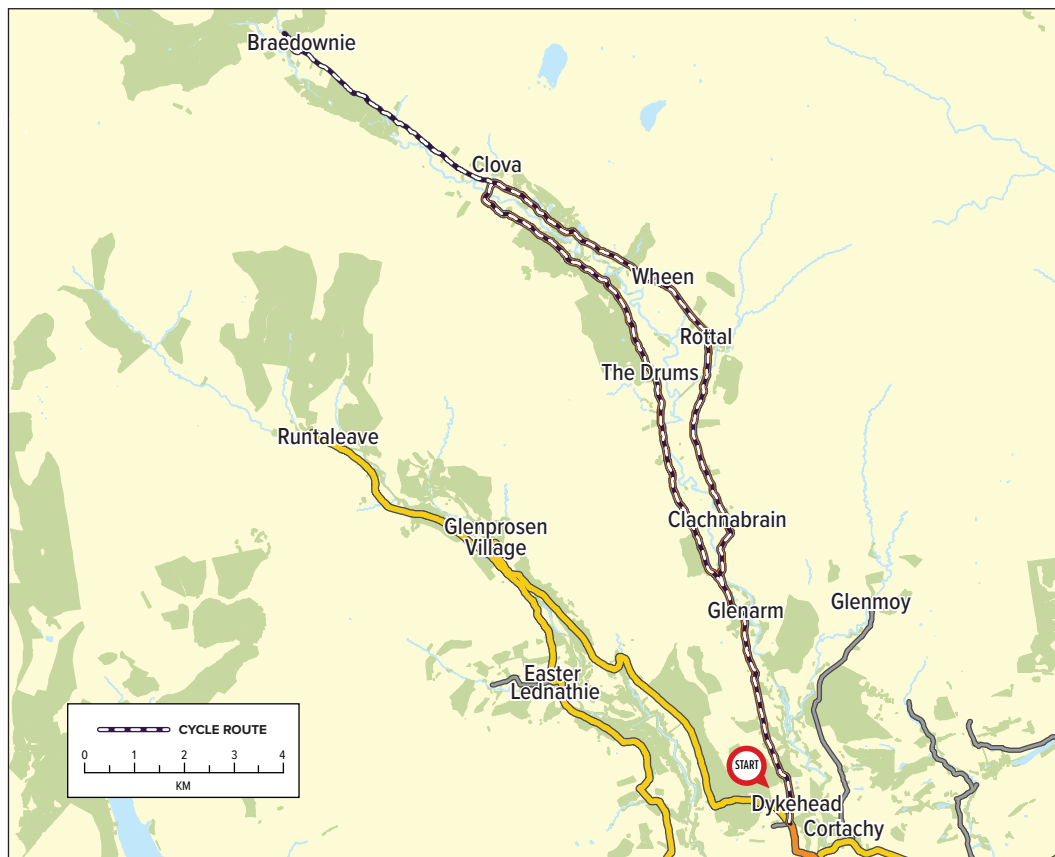 Braedownie
Clova
Wheen
Rottal
The Drums
Runtaleave
Clachnabrain
Glenprosen
Village
Glenmoy
Glenarm
Easter
Lednathie
CYCLE ROUTE
0 1 2 3 4
KM
START
Dykehead
Cortachy